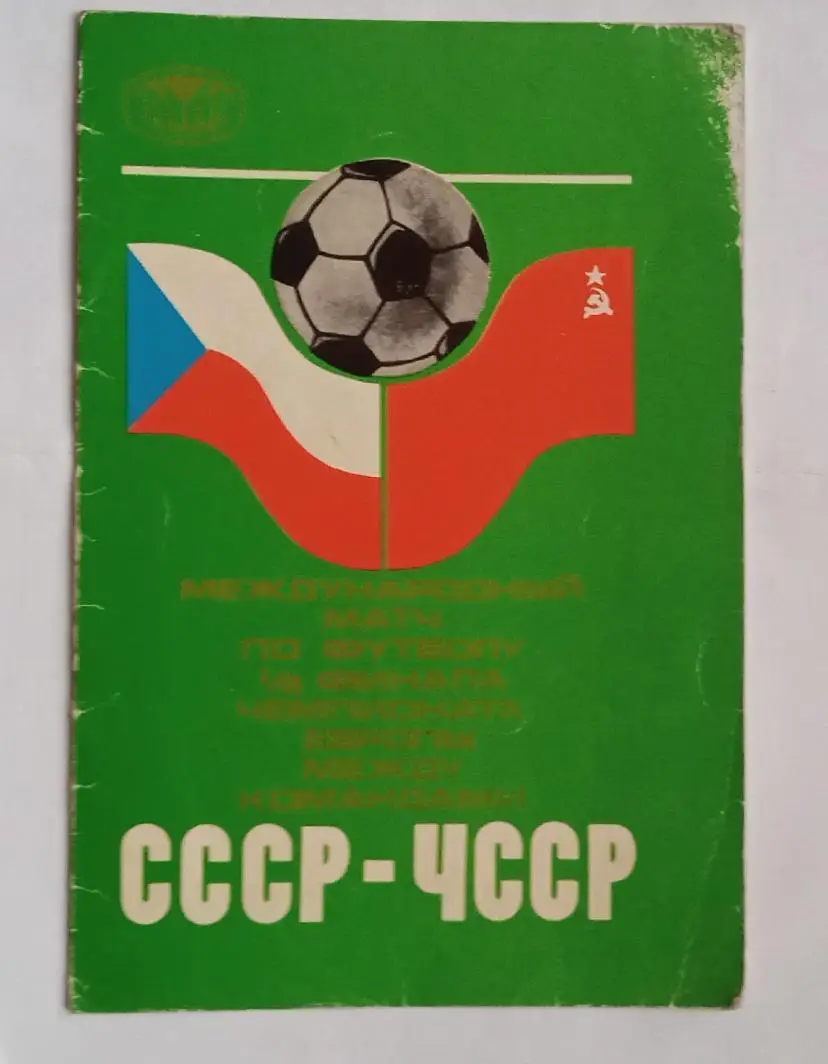 МЕЖДУНАРОДНЫЙ
МАТЧ
ПО ФУТБОЛУ
1/4 ФИНАЛА
ЧЕМПИОНАТА
ЕВРОПЫ
МЕЖДУ
КОМАНДАМИ
СССР-ЧССР